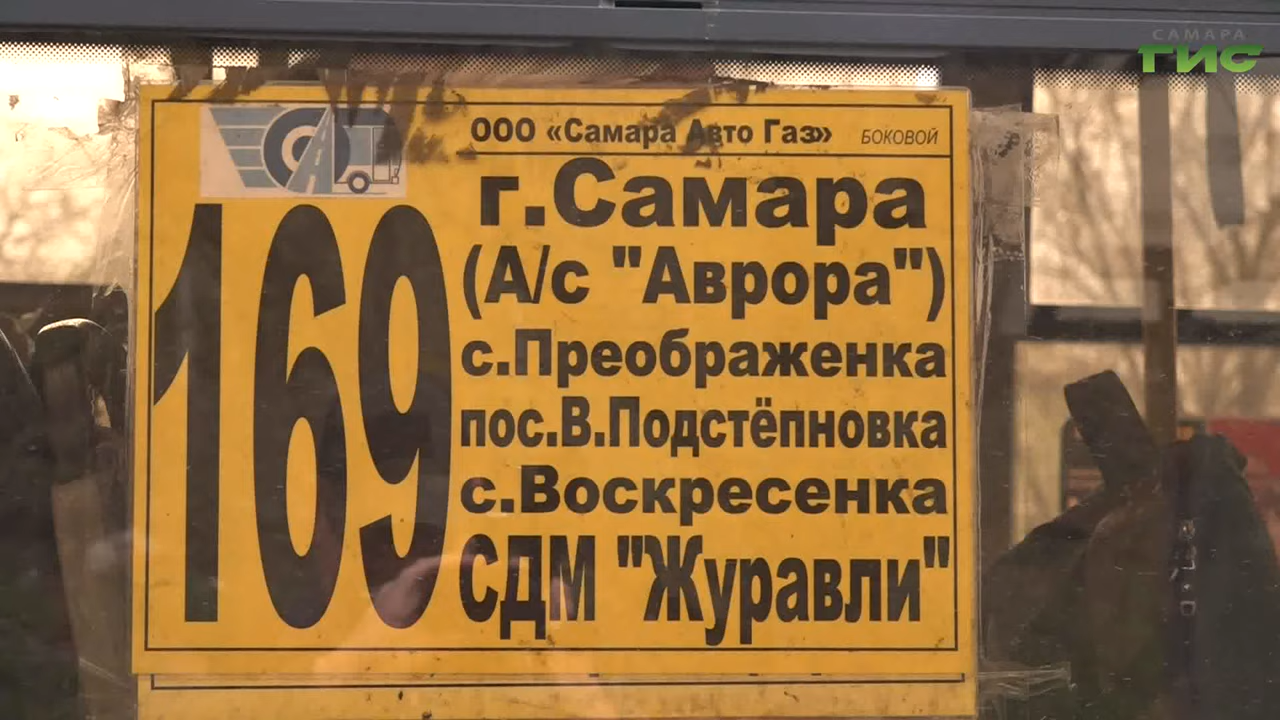 САМАРА
ГИС
ООО «Самара Авто Газ» БОКОВОЙ
169
г.Самара
(А/с "Аврора")
с.Преображенка
пос.В.Подстёпновка
с.Воскресенка
СДМ "Журавли"